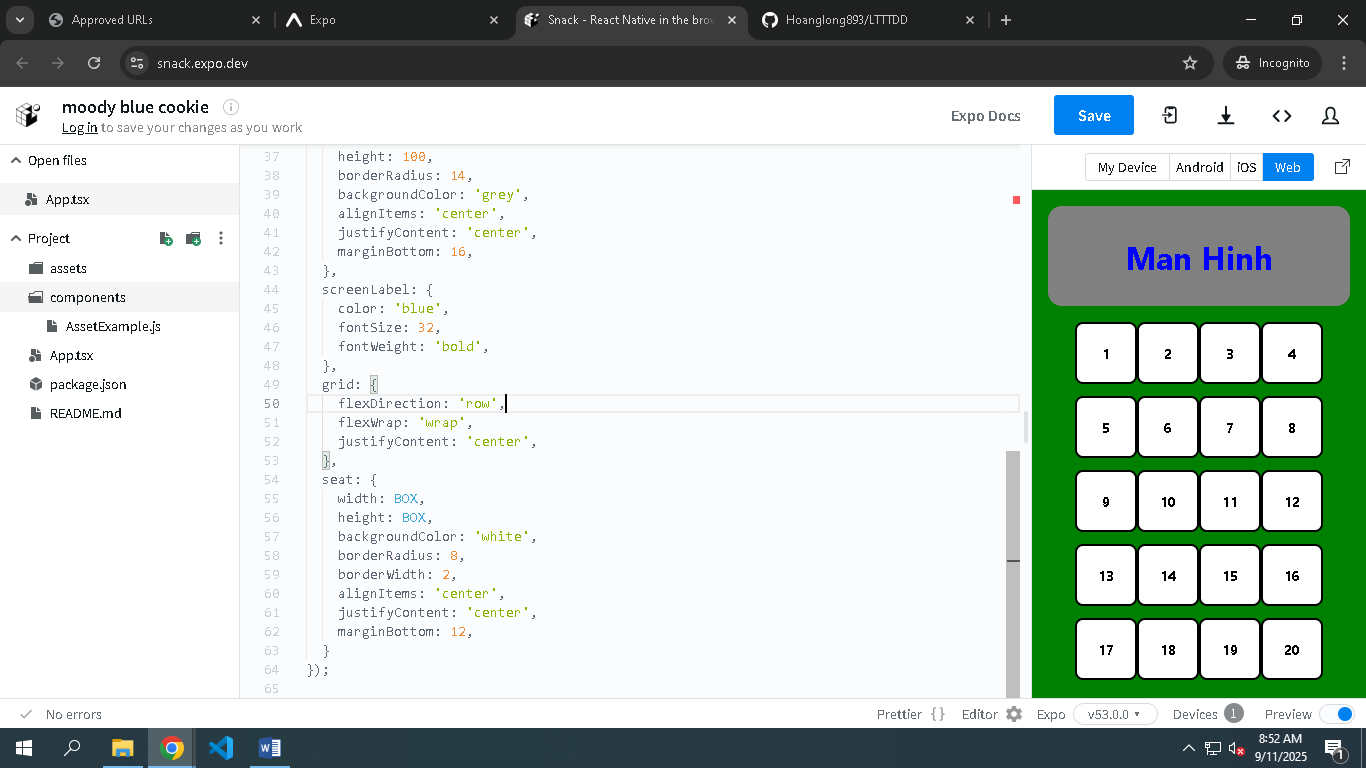 Approved URLs
Expo
Snack - React Native in the brow
Hoanglong893/LTTTDD
snack.expo.dev
Incognito
moody blue cookie
Log in to save your changes as you work
Expo Docs
Save
Open files
App.tsx
Project
assets
components
AssetExample.js
App.tsx
package.json
README.md
37 height: 100,
38 borderRadius: 14,
39 backgroundColor: 'grey',
40 alignItems: 'center',
41 justifyContent: 'center',
42 marginBottom: 16,
43 },
44 screenLabel: {
45 color: 'blue',
46 fontSize: 32,
47 fontWeight: 'bold',
48 },
49 grid: {
50 flexDirection: 'row',
51 flexWrap: 'wrap',
52 justifyContent: 'center',
53 },
54 seat: {
55 width: BOX,
56 height: BOX,
57 backgroundColor: 'white',
58 borderRadius: 8,
59 borderWidth: 2,
60 alignItems: 'center',
61 justifyContent: 'center',
62 marginBottom: 12,
63 }
64 });
65
My Device Android iOS Web
Man Hinh
1 2 3 4
5 6 7 8
9 10 11 12
13 14 15 16
17 18 19 20
No errors
Prettier {} Editor Expo v53.0.0 Devices 1 Preview
8:52 AM
9/11/2025
1